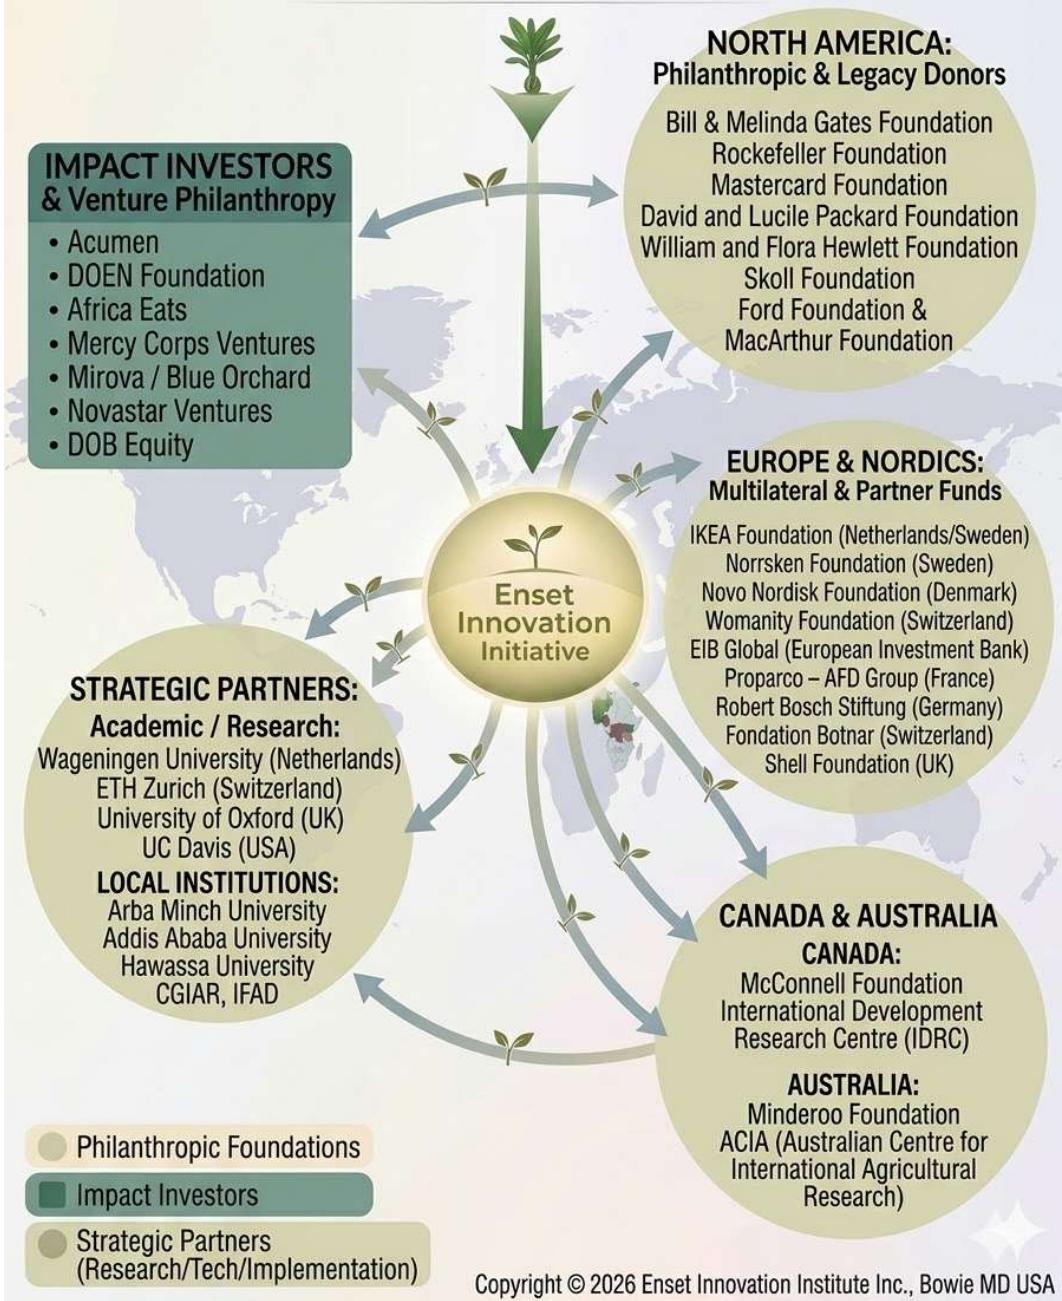 NORTH AMERICA:
Philanthropic & Legacy Donors
Bill & Melinda Gates Foundation
Rockefeller Foundation
Mastercard Foundation
David and Lucile Packard Foundation
William and Flora Hewlett Foundation
Skoll Foundation
Ford Foundation &
MacArthur Foundation
IMPACT INVESTORS
& Venture Philanthropy
• Acumen
• DOEN Foundation
• Africa Eats
• Mercy Corps Ventures
• Mirova / Blue Orchard
• Novastar Ventures
• DOB Equity
EUROPE & NORDICS:
Multilateral & Partner Funds
IKEA Foundation (Netherlands/Sweden)
Norrsken Foundation (Sweden)
Novo Nordisk Foundation (Denmark)
Womanity Foundation (Switzerland)
EIB Global (European Investment Bank)
Proparco – AFD Group (France)
Robert Bosch Stiftung (Germany)
Fondation Botnar (Switzerland)
Shell Foundation (UK)
Enset
Innovation
Initiative
STRATEGIC PARTNERS:
Academic / Research:
Wageningen University (Netherlands)
ETH Zurich (Switzerland)
University of Oxford (UK)
UC Davis (USA)
LOCAL INSTITUTIONS:
Arba Minch University
Addis Ababa University
Hawassa University
CGIAR, IFAD
CANADA & AUSTRALIA
CANADA:
McConnell Foundation
International Development
Research Centre (IDRC)
AUSTRALIA:
Minderoo Foundation
ACIA (Australian Centre for
International Agricultural
Research)
Philanthropic Foundations
Impact Investors
Strategic Partners
(Research/Tech/Implementation)
Copyright © 2026 Enset Innovation Institute Inc., Bowie MD USA